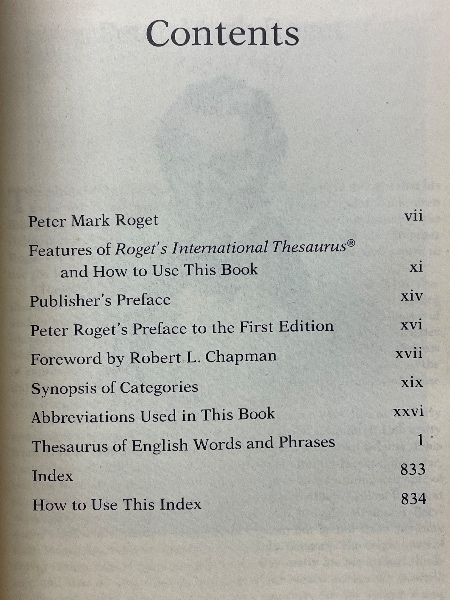 Contents
Peter Mark Roget vii
Features of Roget's International Thesaurus®
and How to Use This Book xi
Publisher's Preface xiv
Peter Roget's Preface to the First Edition xvi
Foreword by Robert L. Chapman xvii
Synopsis of Categories xix
Abbreviations Used in This Book xxvi
Thesaurus of English Words and Phrases 1
Index 833
How to Use This Index 834